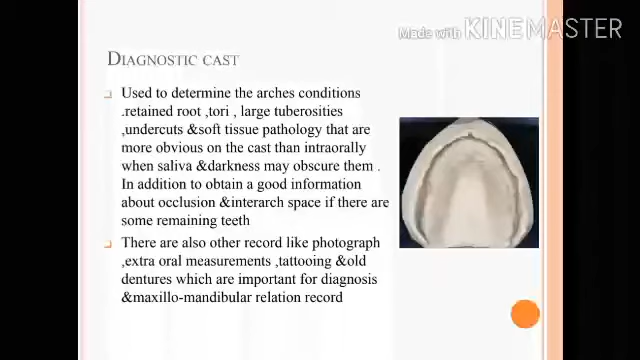 Made with KINEMASTER
DIAGNOSTIC CAST
Used to determine the arches conditions
.retained root ,tori , large tuberosities
,undercuts &soft tissue pathology that are
more obvious on the cast than intraorally
when saliva &darkness may obscure them .
In addition to obtain a good information
about occlusion &interarch space if there are
some remaining teeth
There are also other record like photograph
,extra oral measurements ,tattooing &old
dentures which are important for diagnosis
&maxillo-mandibular relation record